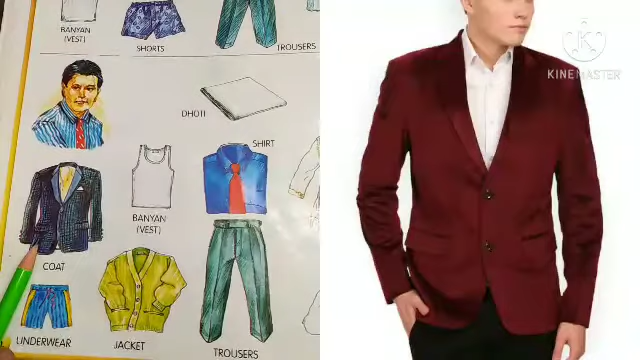 BANYAN
(VEST)
SHORTS
TROUSERS
DHOTI
SHIRT
BANYAN
(VEST)
COAT
UNDERWEAR
JACKET
TROUSERS
K
KINEMASTER